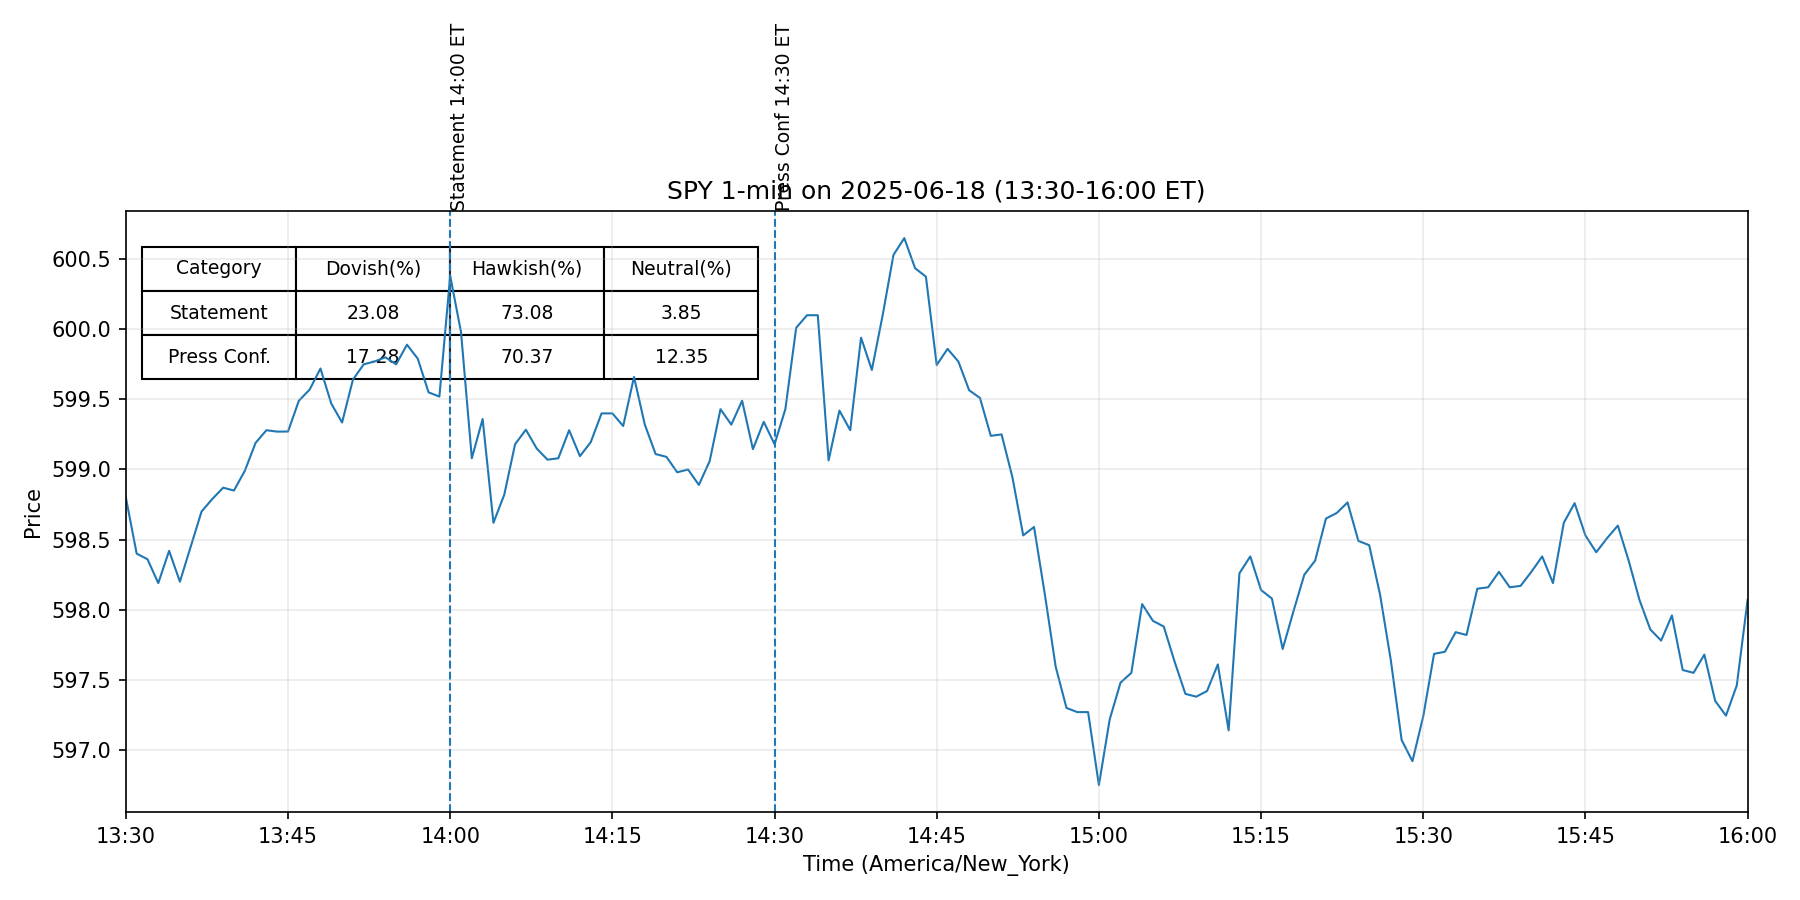 Statement 14:00 ET
Press Conf 14:30 ET
SPY 1-min on 2025-06-18 (13:30-16:00 ET)
Category Dovish(%) Hawkish(%) Neutral(%)
Statement 23.08 73.08 3.85
Press Conf. 17.28 70.37 12.35
Price
600.5
600.0
599.5
599.0
598.5
598.0
597.5
597.0
13:30 13:45 14:00 14:15 14:30 14:45 15:00 15:15 15:30 15:45 16:00
Time (America/New_York)